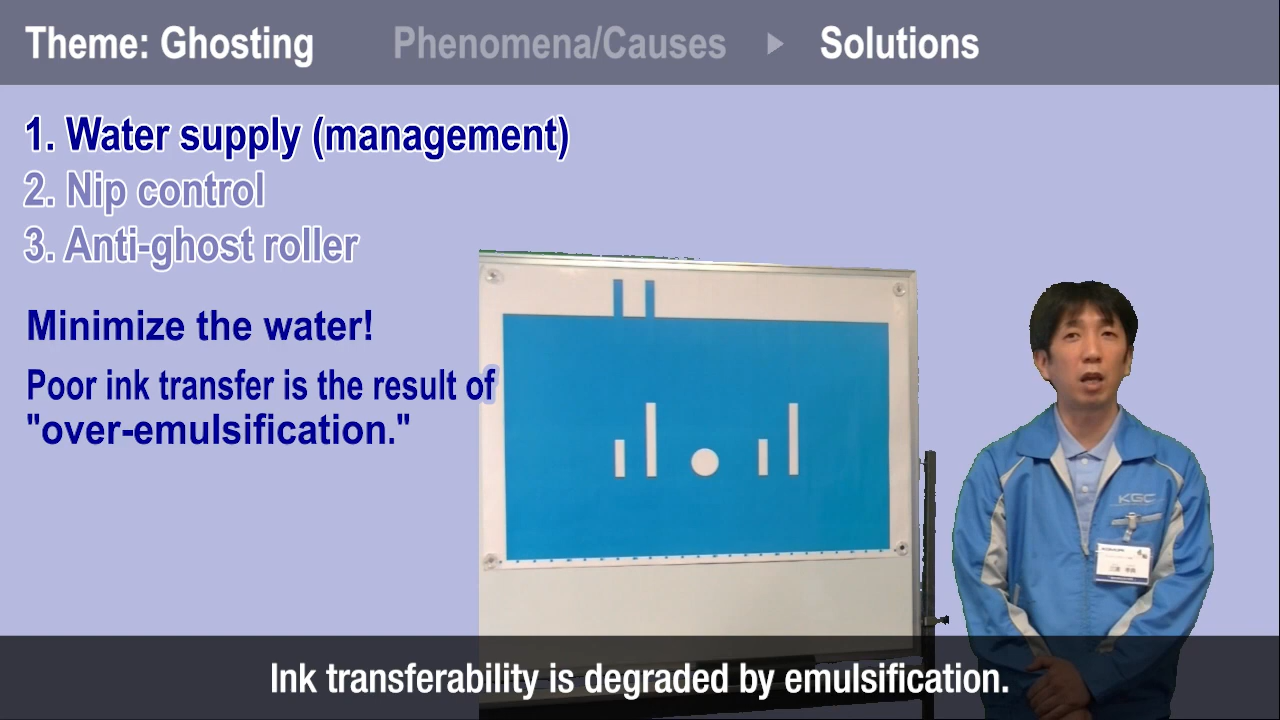 Theme: Ghosting
Phenomena/Causes ▶ Solutions
1. Water supply (management)
2. Nip control
3. Anti-ghost roller
Minimize the water!
Poor ink transfer is the result of
"over-emulsification."
KGC
Ink transferability is degraded by emulsification.